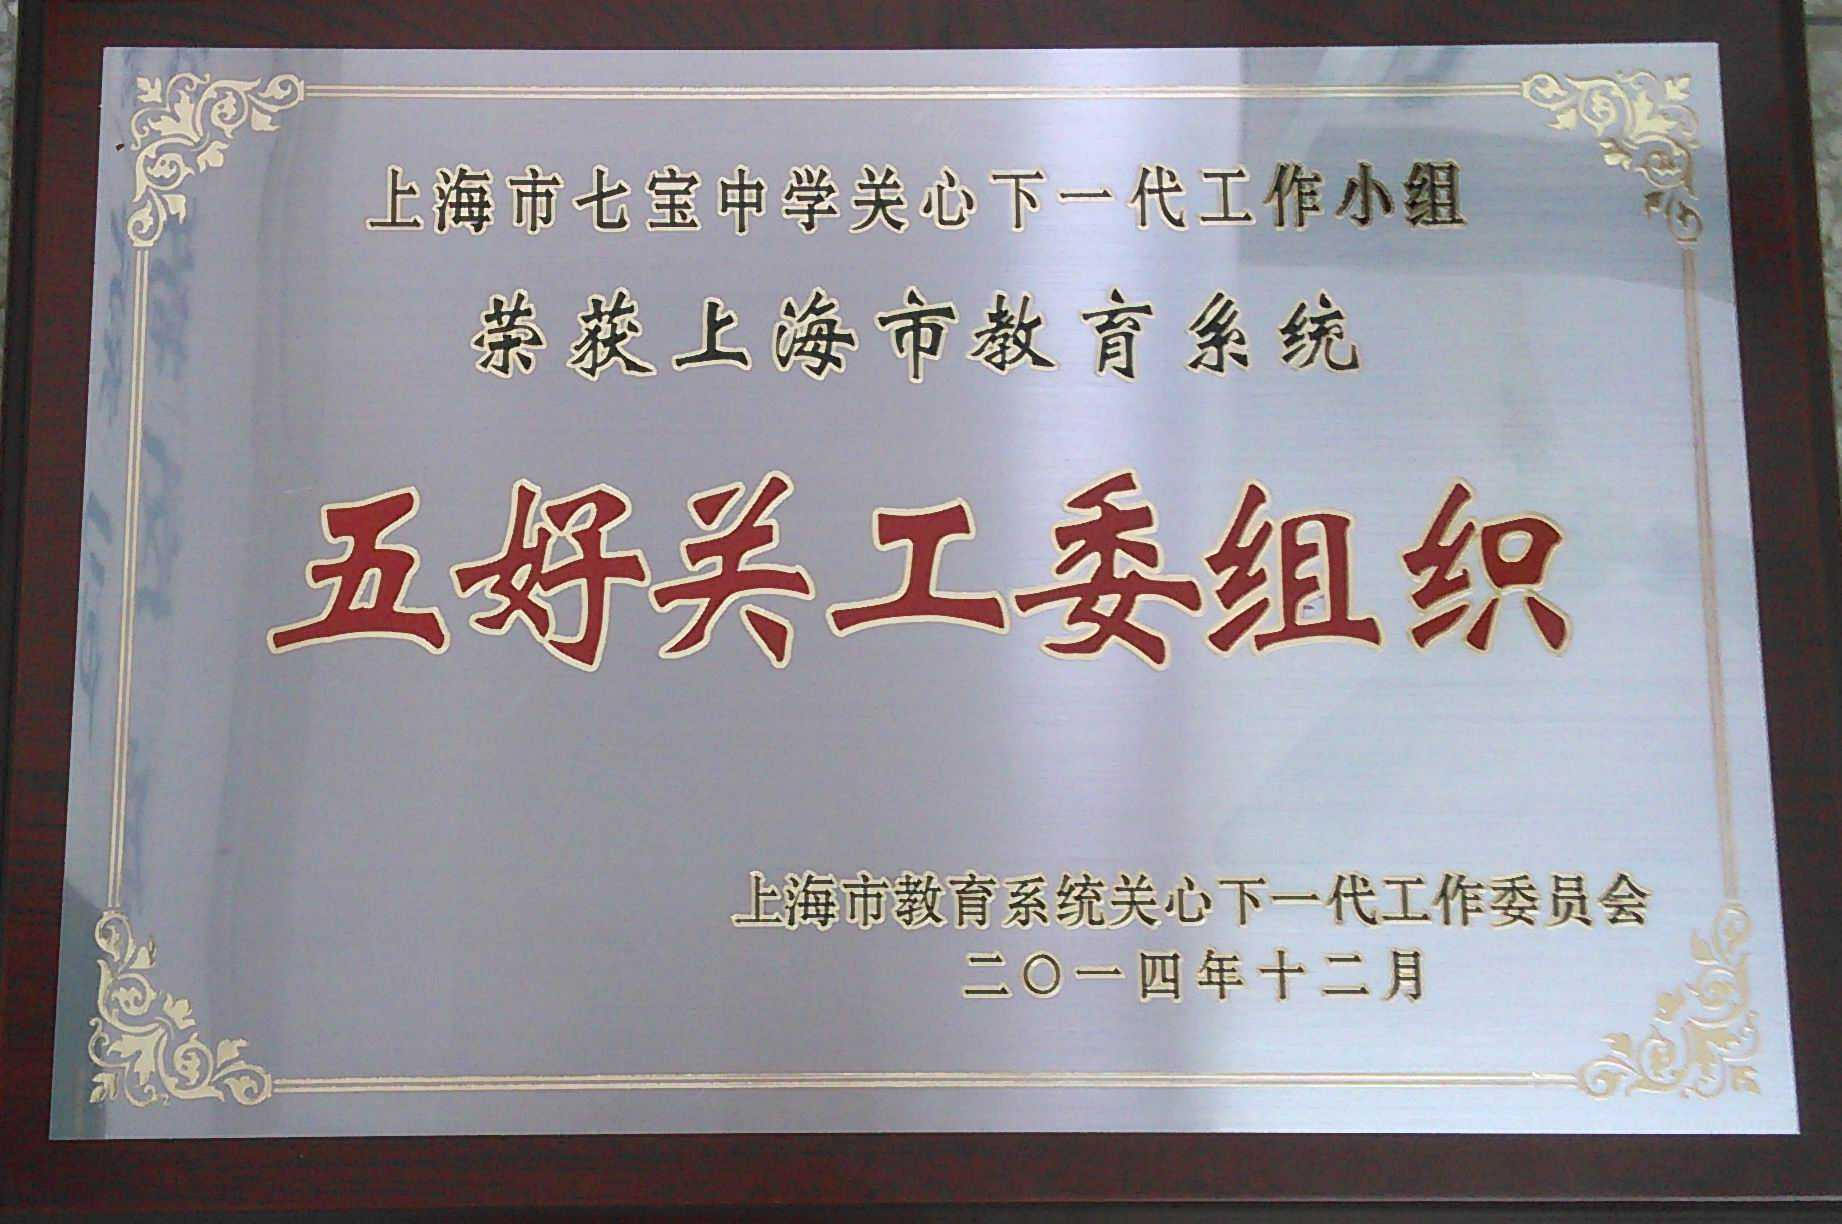 上海市七宝中学关心下一代工作小组
荣获上海市教育系统
五好关工委组织
上海市教育系统关心下一代工作委员会
二〇一四年十二月